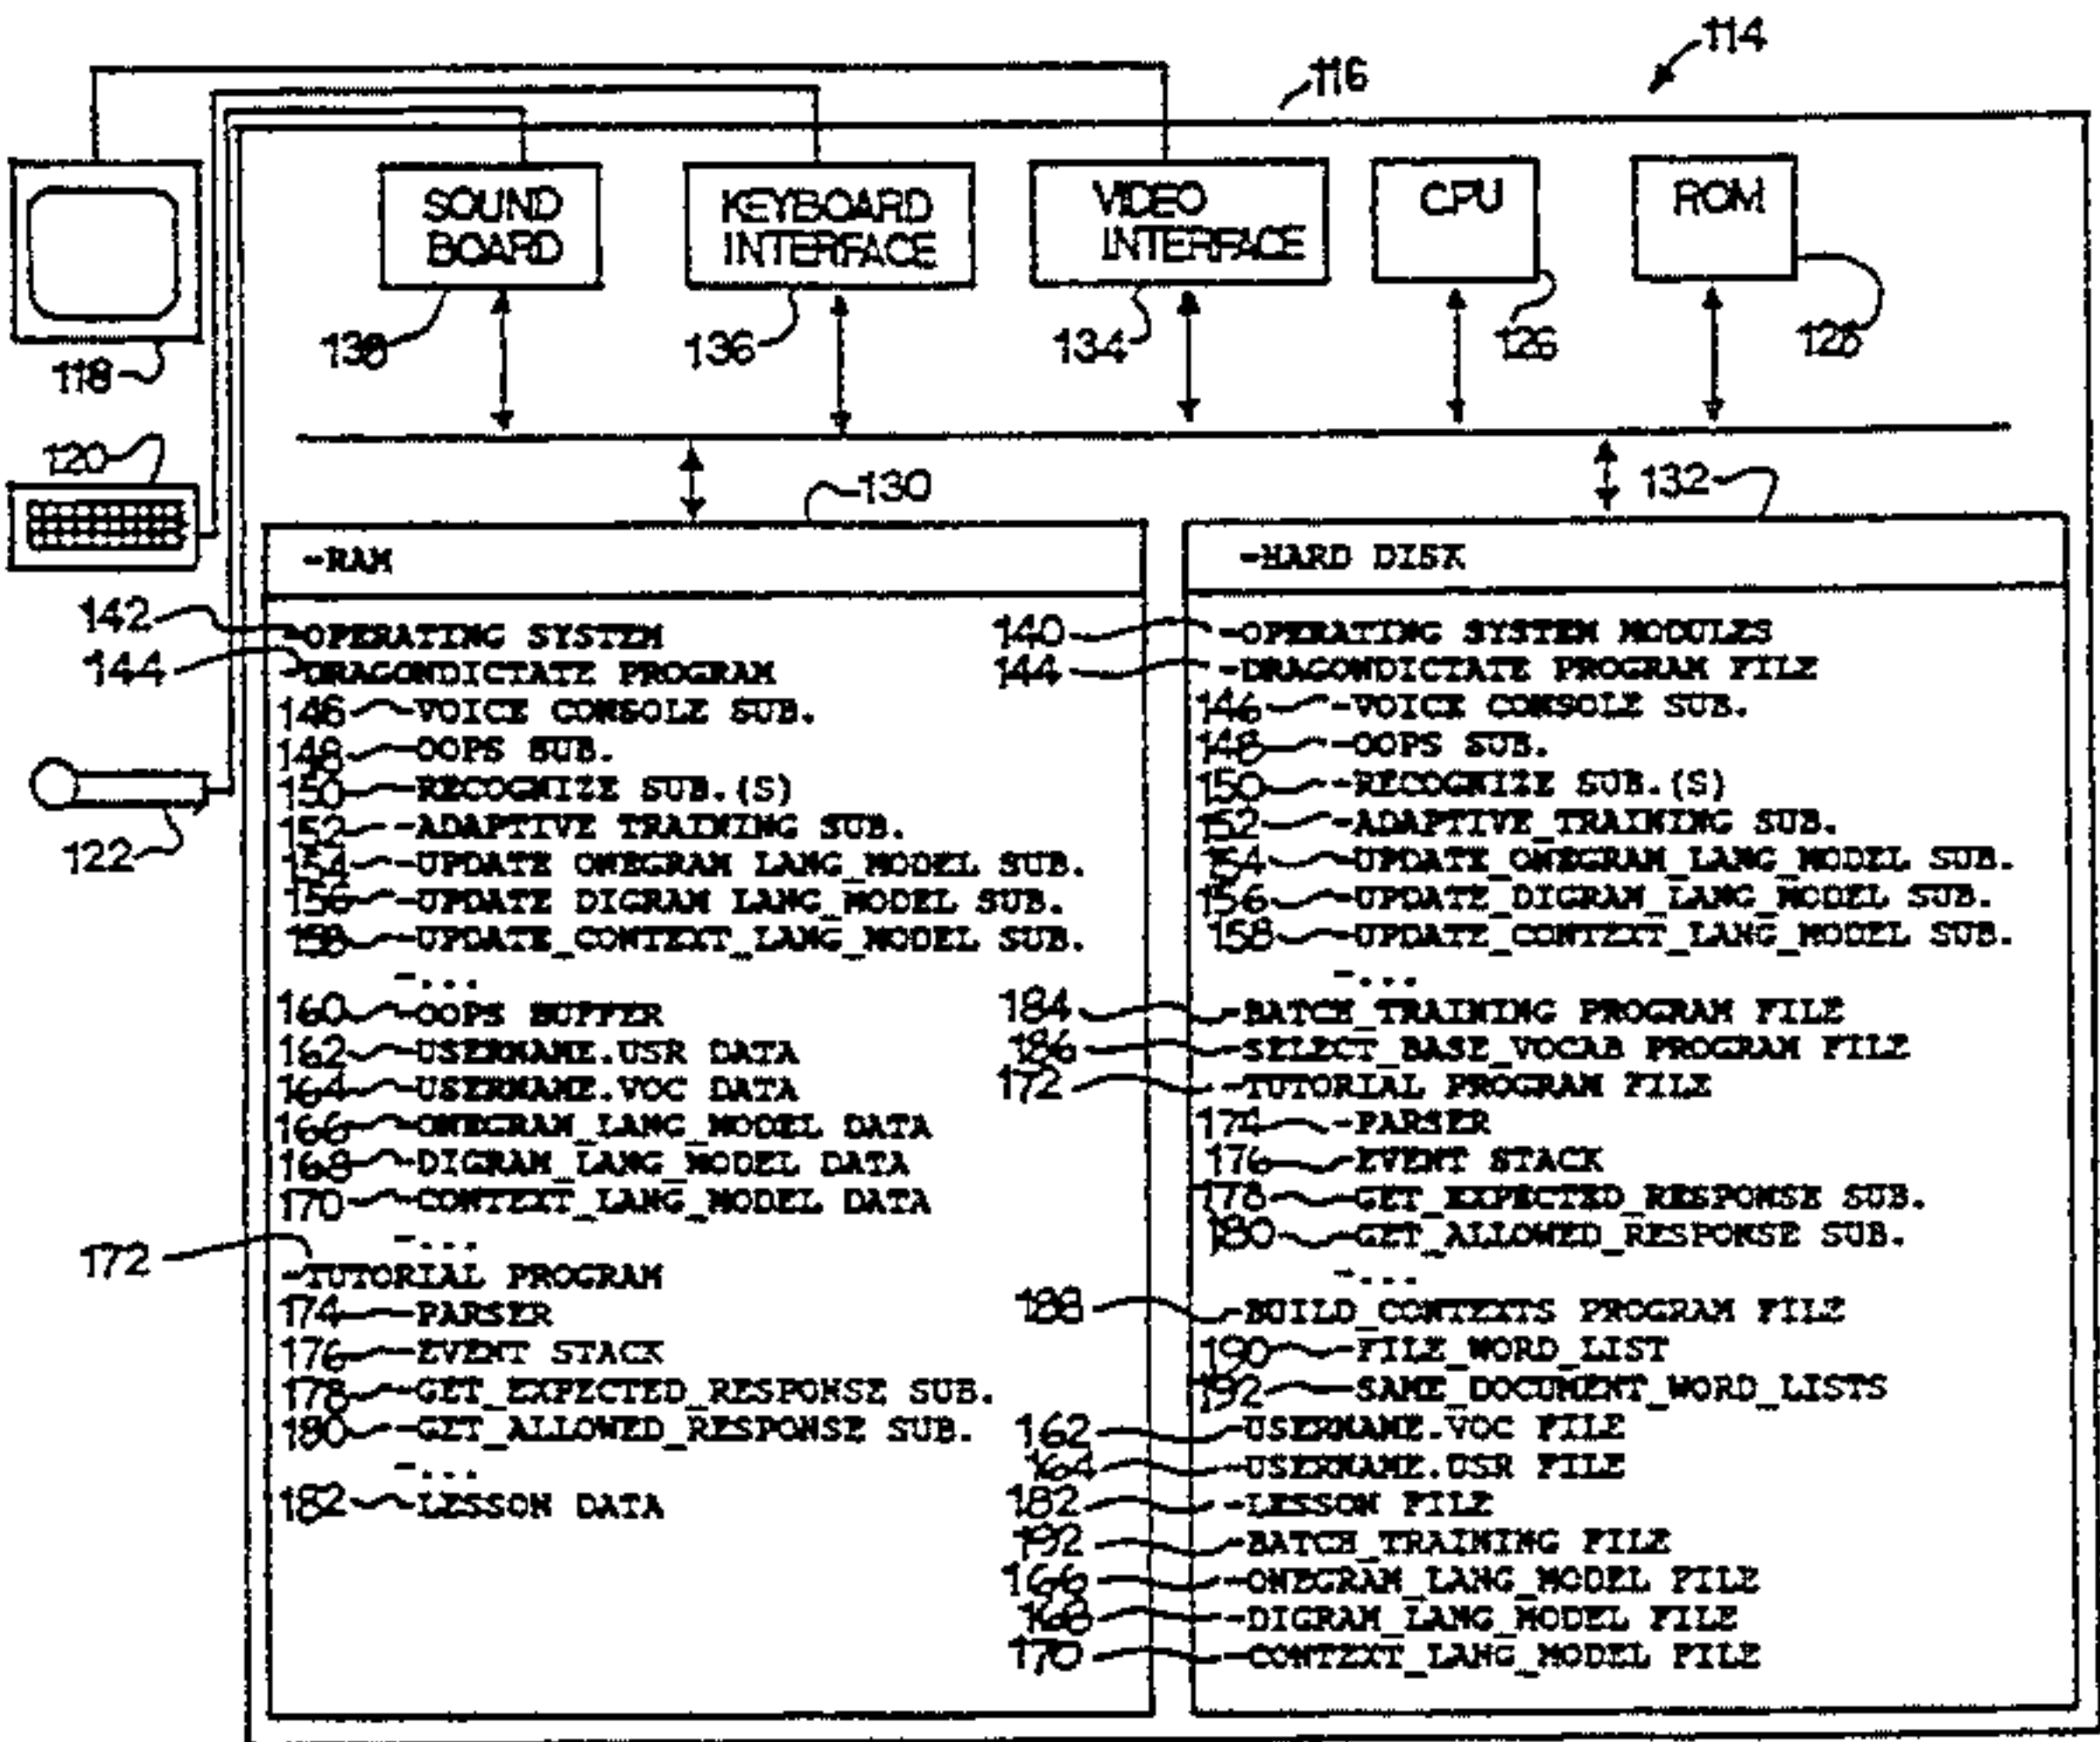 114
116
SOUND BOARD
KEYBOARD INTERFACE
VIDEO INTERFACE
CPU
ROM
138
136
134
126
128
118
120
130
132
-RAM
142 -OPERATING SYSTEM
144 -DRAGONDICTATE PROGRAM
146 -VOICE CONSOLE SUB.
148 -OOPS SUB.
150 -RECOGNIZE SUB.(S)
152 -ADAPTIVE TRAINING SUB.
154 -UPDATE ONEGRAM LANG_MODEL SUB.
156 -UPDATE DIGRAM LANG_MODEL SUB.
158 -UPDATE_CONTEXT_LANG_MODEL SUB.
-...
160 -OOPS BUFFER
162 -USERNAME.USR DATA
164 -USERNAME.VOC DATA
166 -ONEGRAM_LANG_MODEL DATA
168 -DIGRAM_LANG_MODEL DATA
170 -CONTEXT_LANG_MODEL DATA
-...
172 -TUTORIAL PROGRAM
174 -PARSER
176 -EVENT STACK
178 -GET_EXPECTED_RESPONSE SUB.
180 -GET_ALLOWED_RESPONSE SUB.
-...
182 -LESSON DATA
122
-HARD DISK
140 -OPERATING SYSTEM MODULES
144 -DRAGONDICTATE PROGRAM FILE
146 -VOICE CONSOLE SUB.
148 -OOPS SUB.
150 -RECOGNIZE SUB.(S)
152 -ADAPTIVE_TRAINING SUB.
154 -UPDATE_ONEGRAM_LANG_MODEL SUB.
156 -UPDATE_DIGRAM_LANG_MODEL SUB.
158 -UPDATE_CONTEXT_LANG_MODEL SUB.
-...
184 -BATCH_TRAINING PROGRAM FILE
186 -SELECT_BASE_VOCAB PROGRAM FILE
172 -TUTORIAL PROGRAM FILE
174 -PARSER
176 -EVENT STACK
178 -GET_EXPECTED_RESPONSE SUB.
180 -GET_ALLOWED_RESPONSE SUB.
-...
188 -BUILD_CONTEXTS PROGRAM FILE
190 -FILE_WORD_LIST
192 -SAME_DOCUMENT_WORD_LISTS
162 -USERNAME.VOC FILE
164 -USERNAME.USR FILE
182 -LESSON FILE
192 -BATCH_TRAINING FILE
166 -ONEGRAM_LANG_MODEL FILE
168 -DIGRAM_LANG_MODEL FILE
170 -CONTEXT_LANG_MODEL FILE